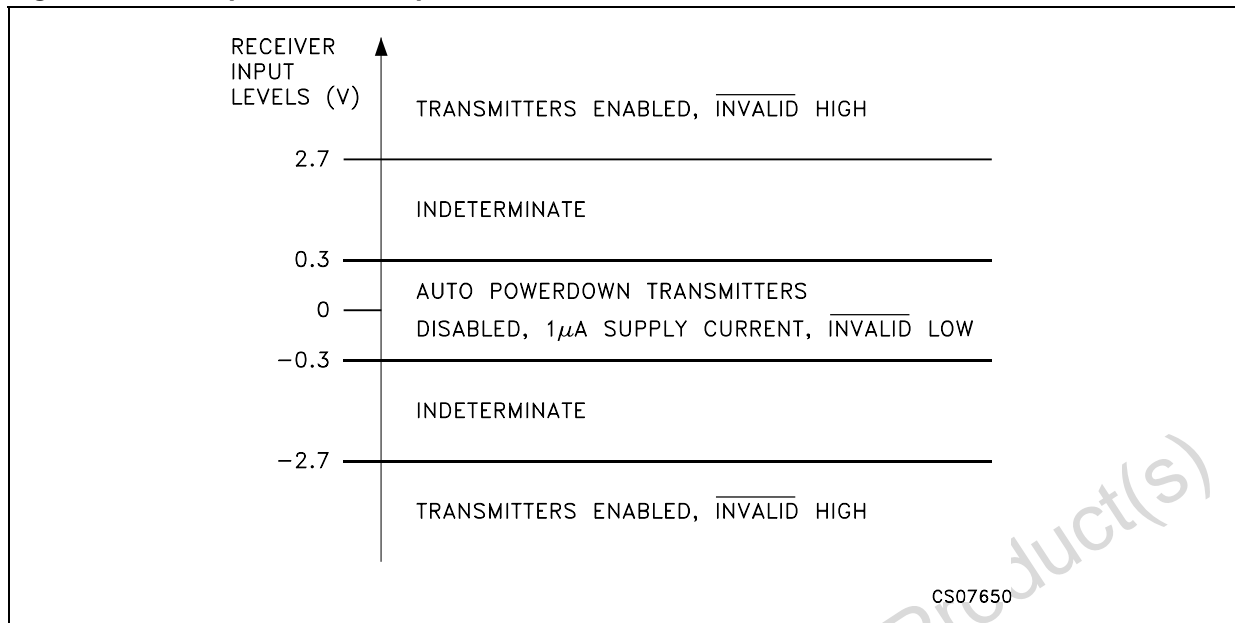 RECEIVER
INPUT
LEVELS (V)
TRANSMITTERS ENABLED, INVALID HIGH
2.7
INDETERMINATE
0.3
AUTO POWERDOWN TRANSMITTERS
0
DISABLED, 1μA SUPPLY CURRENT, INVALID LOW
-0.3
INDETERMINATE
-2.7
TRANSMITTERS ENABLED, INVALID HIGH
CS07650
Product(s)